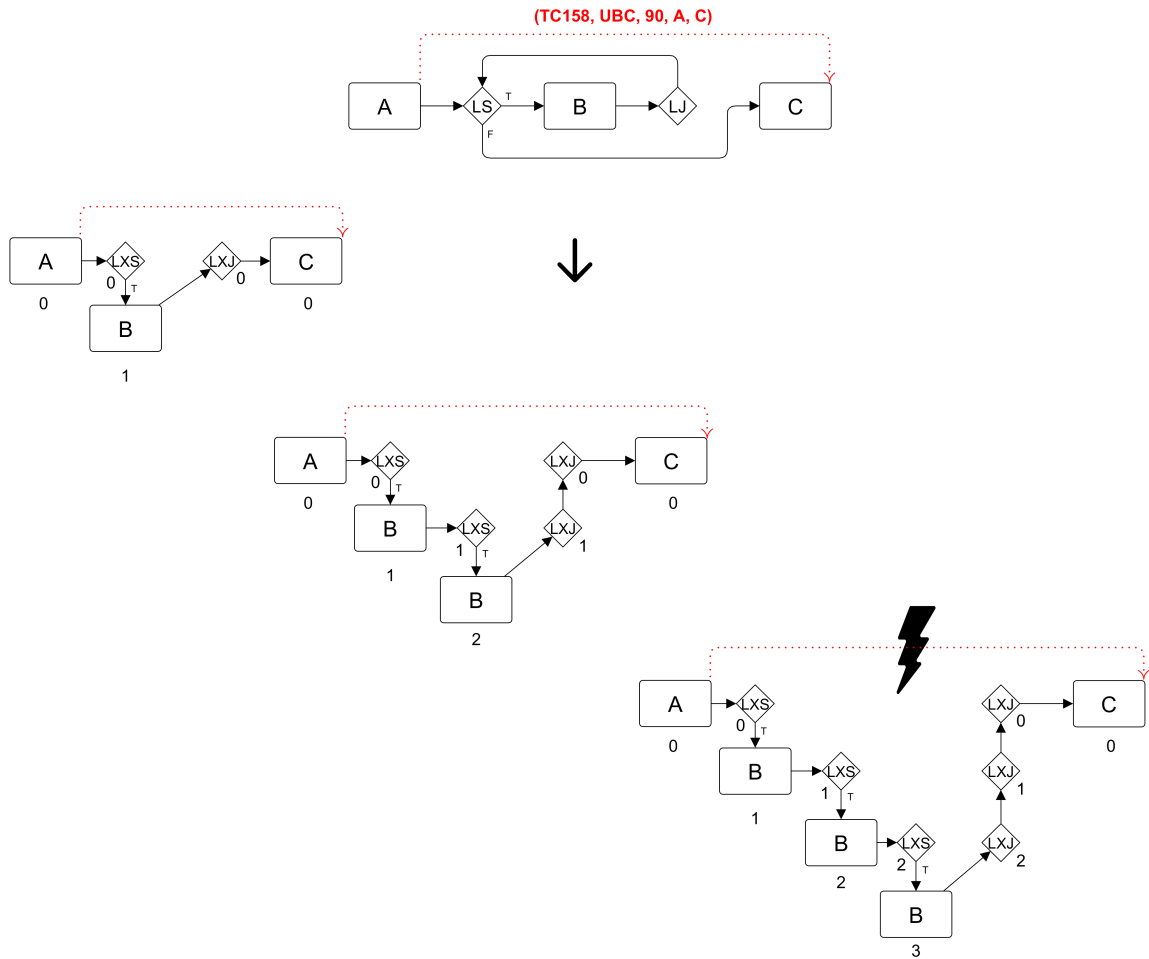 (TC158, UBC, 90, A, C)
A LS T B LJ C
F
A LXS LXJ C
0 T 0
0 0
B
1
A LXS LXJ C
0 T 0
0 0
B LXS LXJ
1 T 1
1
B
2
A LXS LXJ C
0 T 0
0 0
B LXS LXJ
1 T 1
1
B LXS LXJ
2 T 2
2
B
3